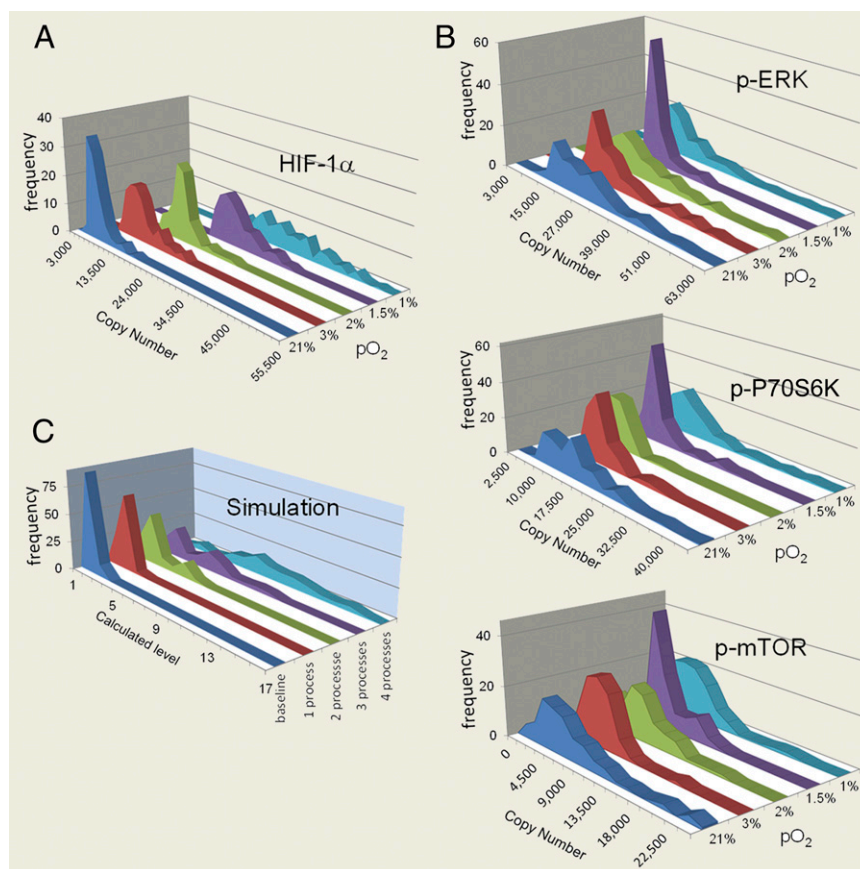 A
HIF-1α
frequency
40
30
20
10
0
3,000
13,500
24,000
34,500
45,000
55,500
Copy Number
21%
3%
2%
1.5%
1%
pO2
B
p-ERK
frequency
60
40
20
0
3,000
15,000
27,000
39,000
51,000
63,000
Copy Number
21%
3%
2%
1.5%
1%
pO2
p-P70S6K
frequency
60
40
20
0
2,500
10,000
17,500
25,000
32,500
40,000
Copy Number
21%
3%
2%
1.5%
1%
pO2
p-mTOR
frequency
40
20
0
0
4,500
9,000
13,500
18,000
22,500
Copy Number
21%
3%
2%
1.5%
1%
pO2
C
Simulation
frequency
75
50
25
0
1
5
9
13
17
Calculated level
baseline
1 process
2 processse
3 processes
4 processes